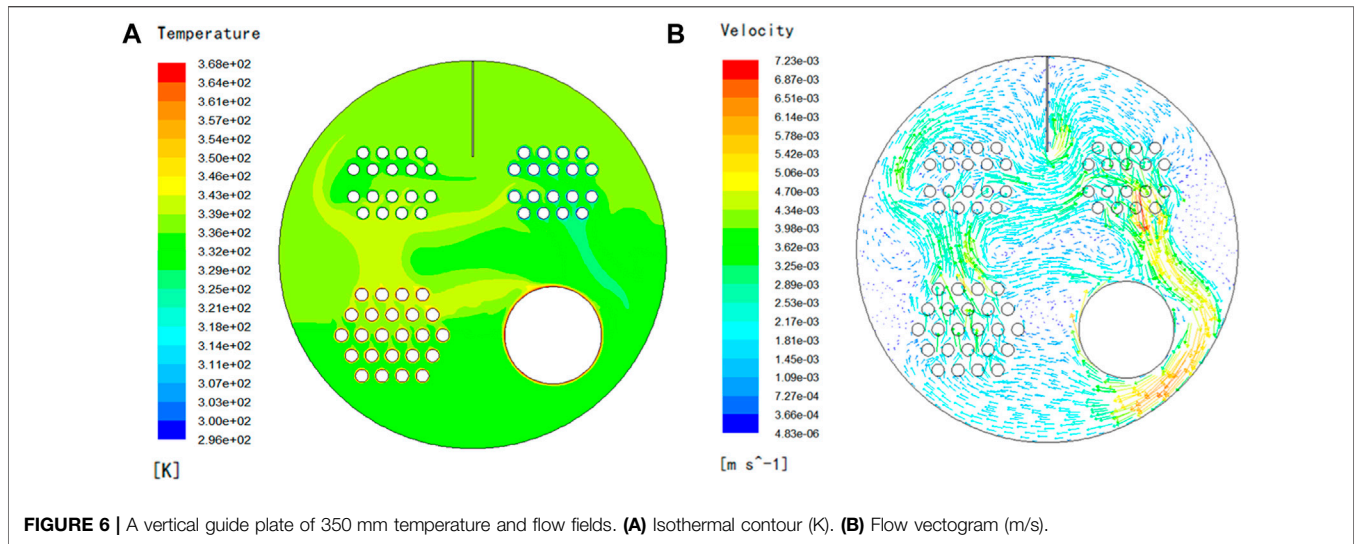 A Temperature
3.68e+02
3.64e+02
3.61e+02
3.57e+02
3.54e+02
3.50e+02
3.46e+02
3.43e+02
3.39e+02
3.36e+02
3.32e+02
3.29e+02
3.25e+02
3.21e+02
3.18e+02
3.14e+02
3.11e+02
3.07e+02
3.00e+02
2.96e+02
[K]
B Velocity
7.23e-03
6.87e-03
6.51e-03
6.14e-03
5.78e-03
5.42e-03
5.06e-03
4.70e-03
4.34e-03
3.98e-03
3.62e-03
3.25e-03
2.89e-03
2.53e-03
2.17e-03
1.81e-03
1.45e-03
1.09e-03
7.27e-04
3.66e-04
4.83e-06
[m s^-1]
FIGURE 6 | A vertical guide plate of 350 mm temperature and flow fields. (A) Isothermal contour (K). (B) Flow vectogram (m/s).